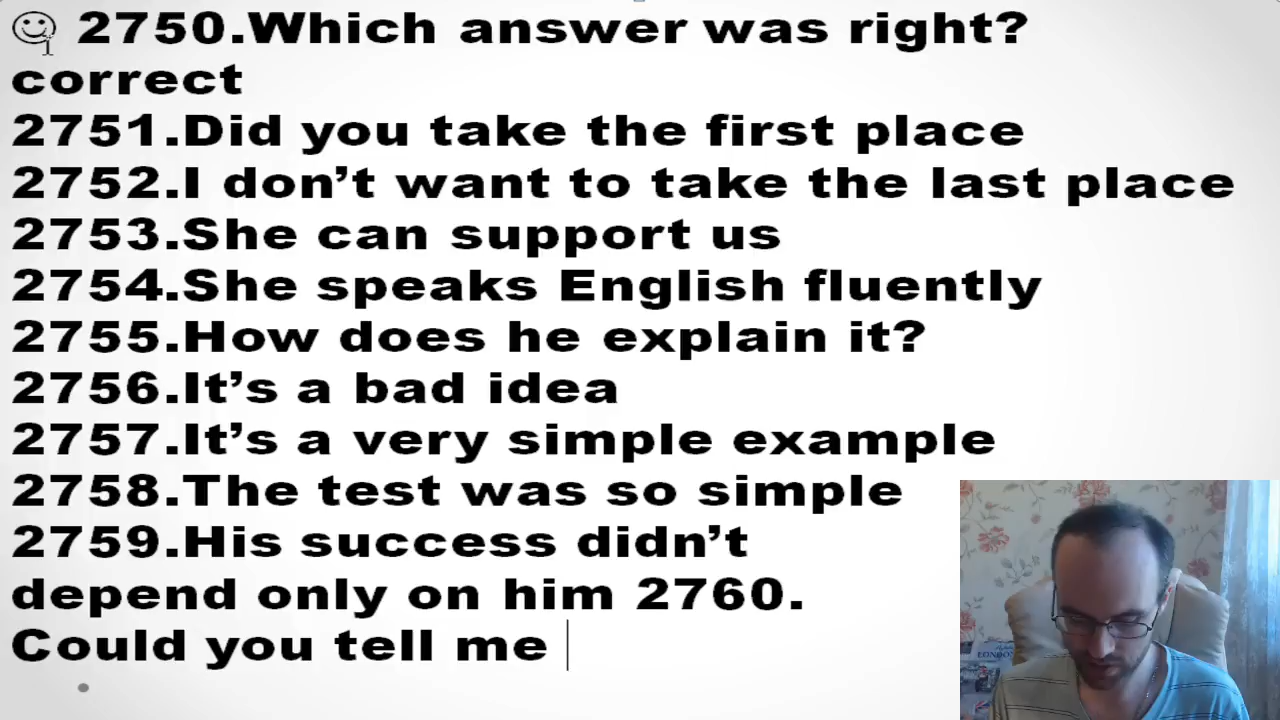 2750.Which answer was right?
correct
2751.Did you take the first place
2752.I don’t want to take the last place
2753.She can support us
2754.She speaks English fluently
2755.How does he explain it?
2756.It’s a bad idea
2757.It’s a very simple example
2758.The test was so simple
2759.His success didn’t
depend only on him 2760.
Could you tell me
LONDON